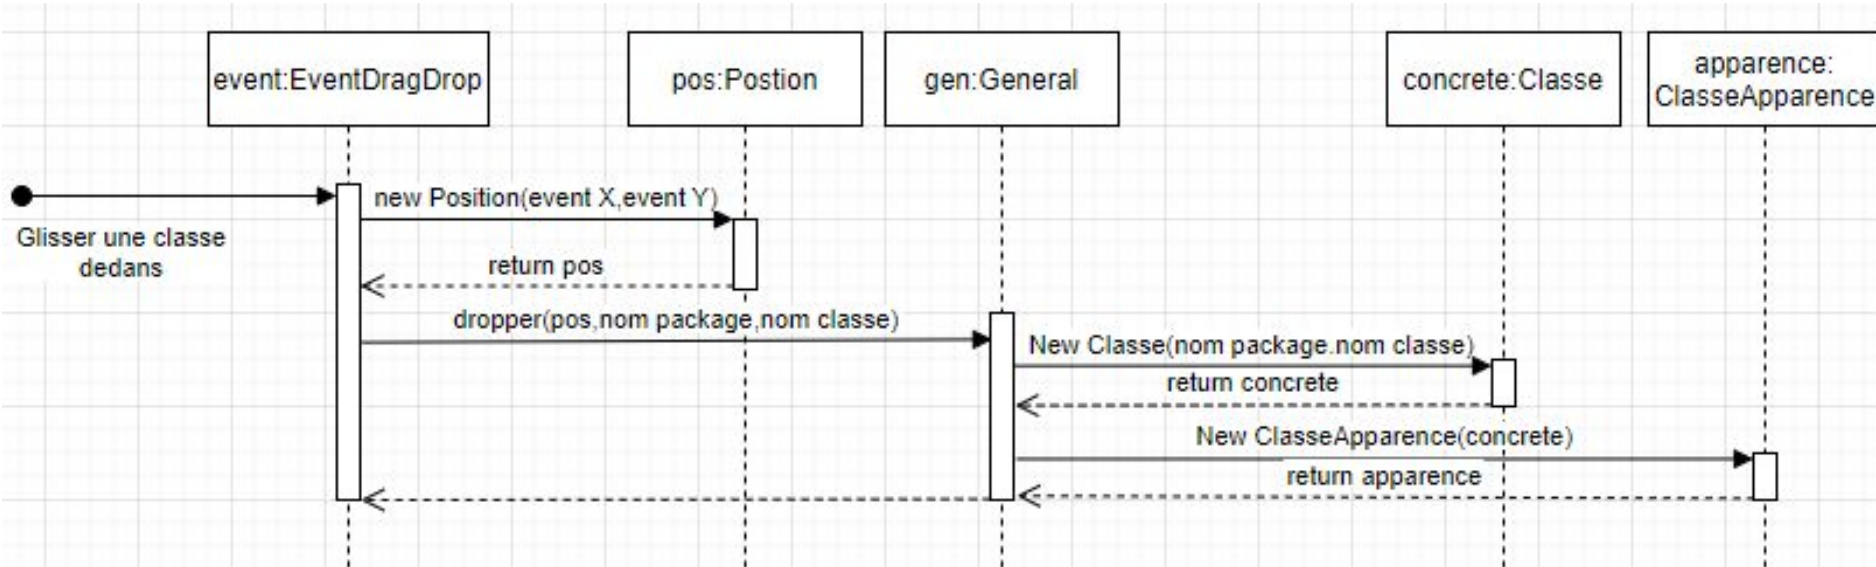 event:EventDragDrop
pos:Postion
gen:General
concrete:Classe
apparence:
ClasseApparence
Glisser une classe
dedans
new Position(event X,event Y)
return pos
dropper(pos,nom package,nom classe)
New Classe(nom package.nom classe)
return concrete
New ClasseApparence(concrete)
return apparence